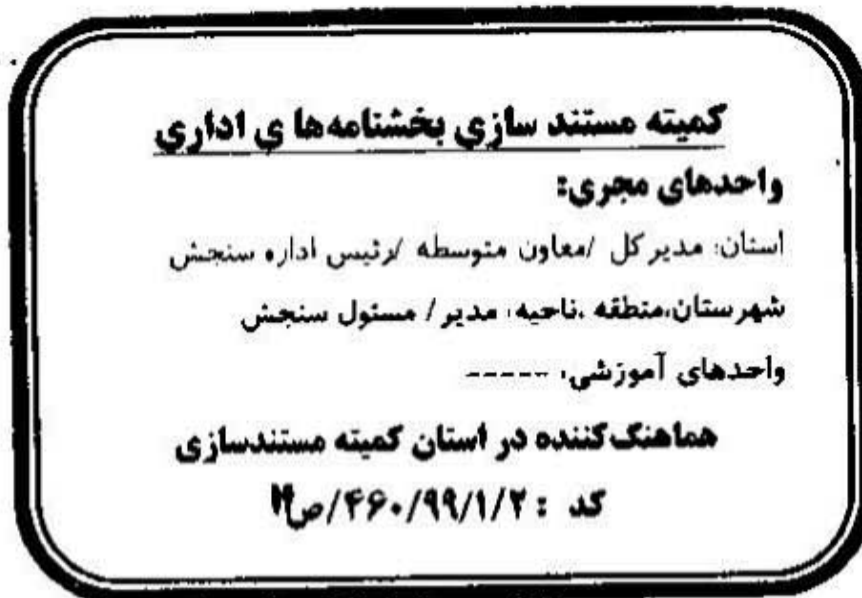 کمیته مستند سازی بخشنامه‌ها ی اداری
واحدهای مجری:
استان: مدیر کل /معاون متوسطه /رئیس اداره سنجش
شهرستان،منطقه ،ناحیه: مدیر / مسئول سنجش
واحدهای آموزشی: -----
هماهنگ‌کننده در استان کمیته مستندسازی
کد : ۴۶۰/۹۹/۱/۲/ص